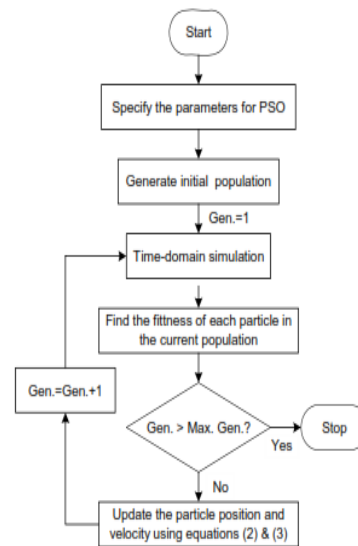 Start
Specify the parameters for PSO
Generate initial population
Gen.=1
Time-domain simulation
Find the fittness of each particle in
the current population
Gen.=Gen.+1
Gen. > Max. Gen.?
Stop
Yes
No
Update the particle position and
velocity using equations (2) & (3)